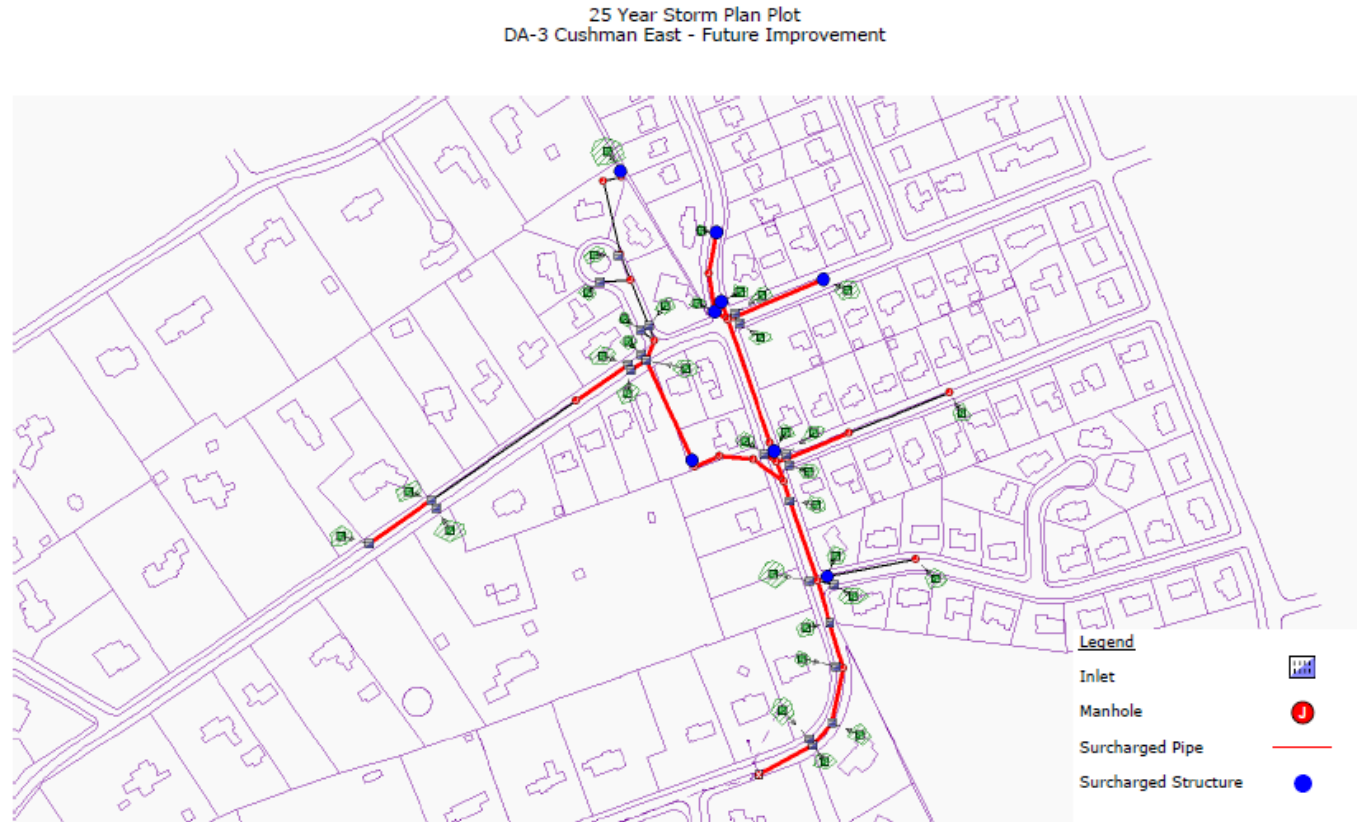 25 Year Storm Plan Plot
DA-3 Cushman East - Future Improvement
Legend
Inlet
Manhole
J
Surcharged Pipe
Surcharged Structure